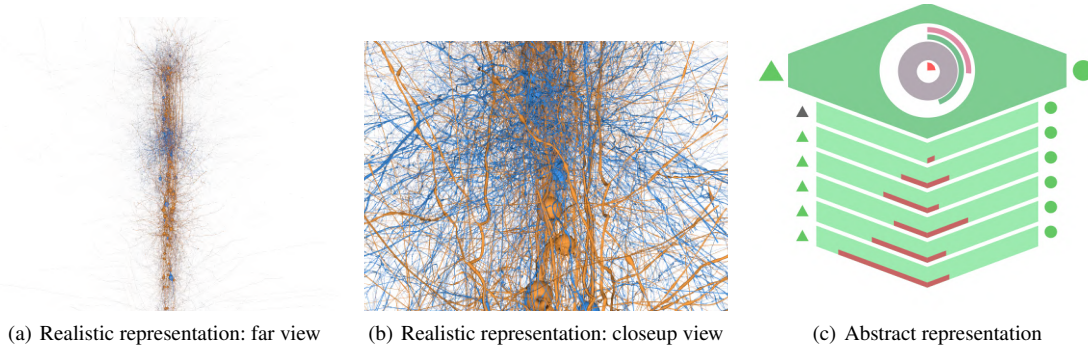 (a) Realistic representation: far view
(b) Realistic representation: closeup view
(c) Abstract representation